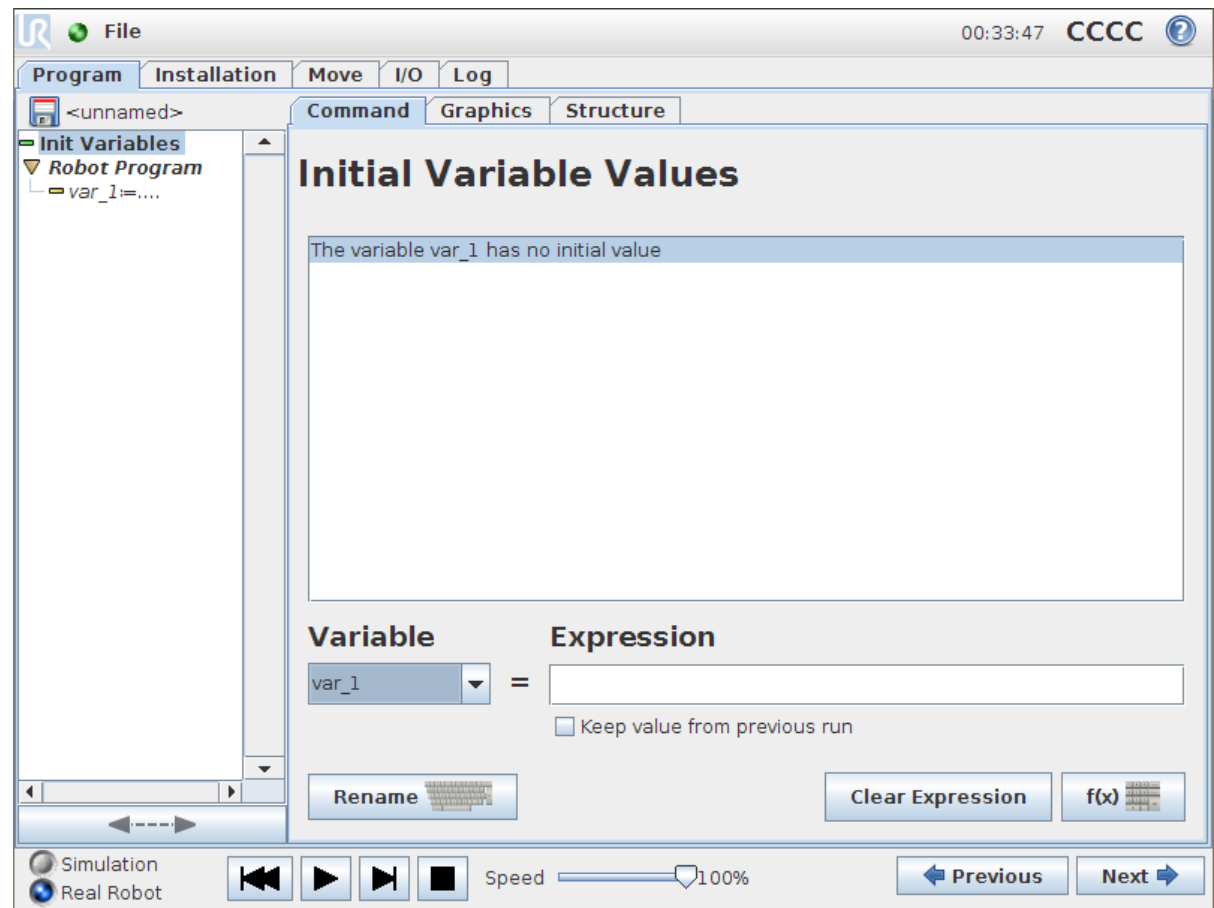 UR File 00:33:47 CCCC ?
Program Installation Move I/O Log
<unnamed> Command Graphics Structure
Init Variables
Robot Program
var_1:=....
Initial Variable Values
The variable var_1 has no initial value
Variable Expression
var_1 =
Keep value from previous run
Rename Clear Expression f(x)
Simulation
Real Robot
Speed 100% Previous Next